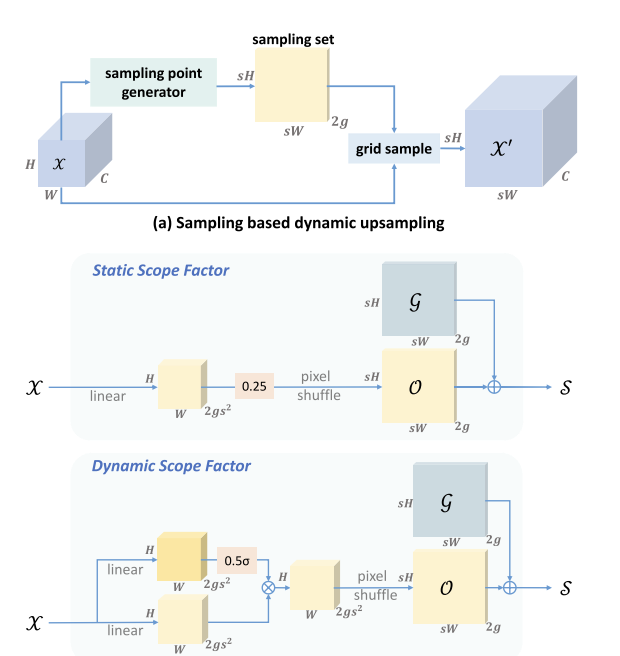 sampling set
sampling point
generator
sH
sW
2g
H
𝒳
W
C
grid sample
sH
𝒳′
sW
C
(a) Sampling based dynamic upsampling
Static Scope Factor
sH
𝒢
sW
2g
𝒳
linear
H
W
2gs²
0.25
pixel
shuffle
sH
𝒪
sW
2g
𝒮
Dynamic Scope Factor
sH
𝒢
sW
2g
linear
H
W
2gs²
0.5σ
𝒳
linear
H
W
2gs²
H
W
2gs²
pixel
shuffle
sH
𝒪
sW
2g
𝒮